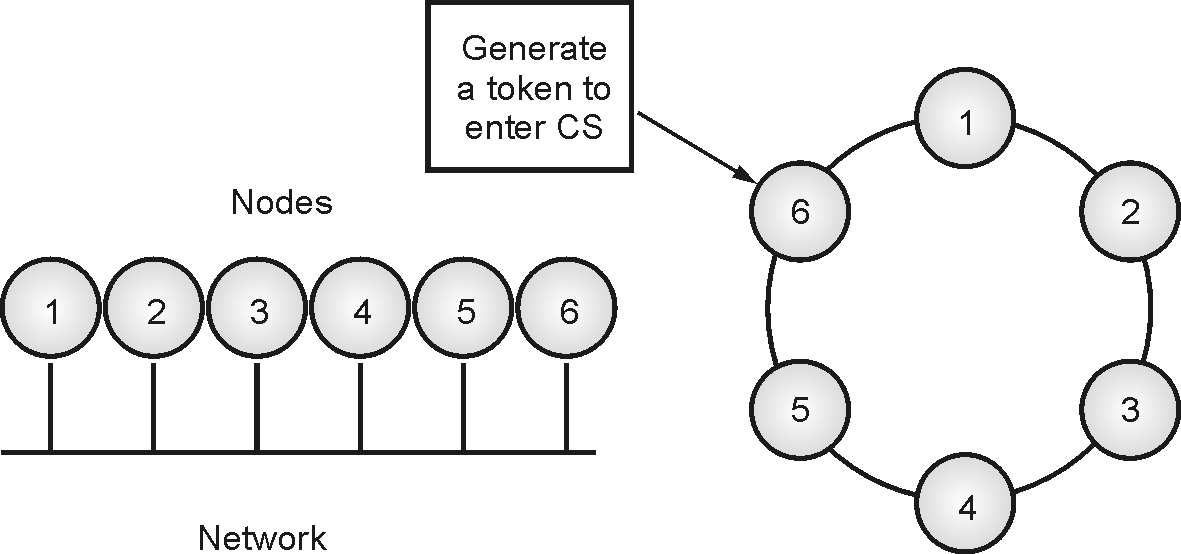 Generate
a token to
enter CS
Nodes
1 2 3 4 5 6
Network
1
2
3
4
5
6